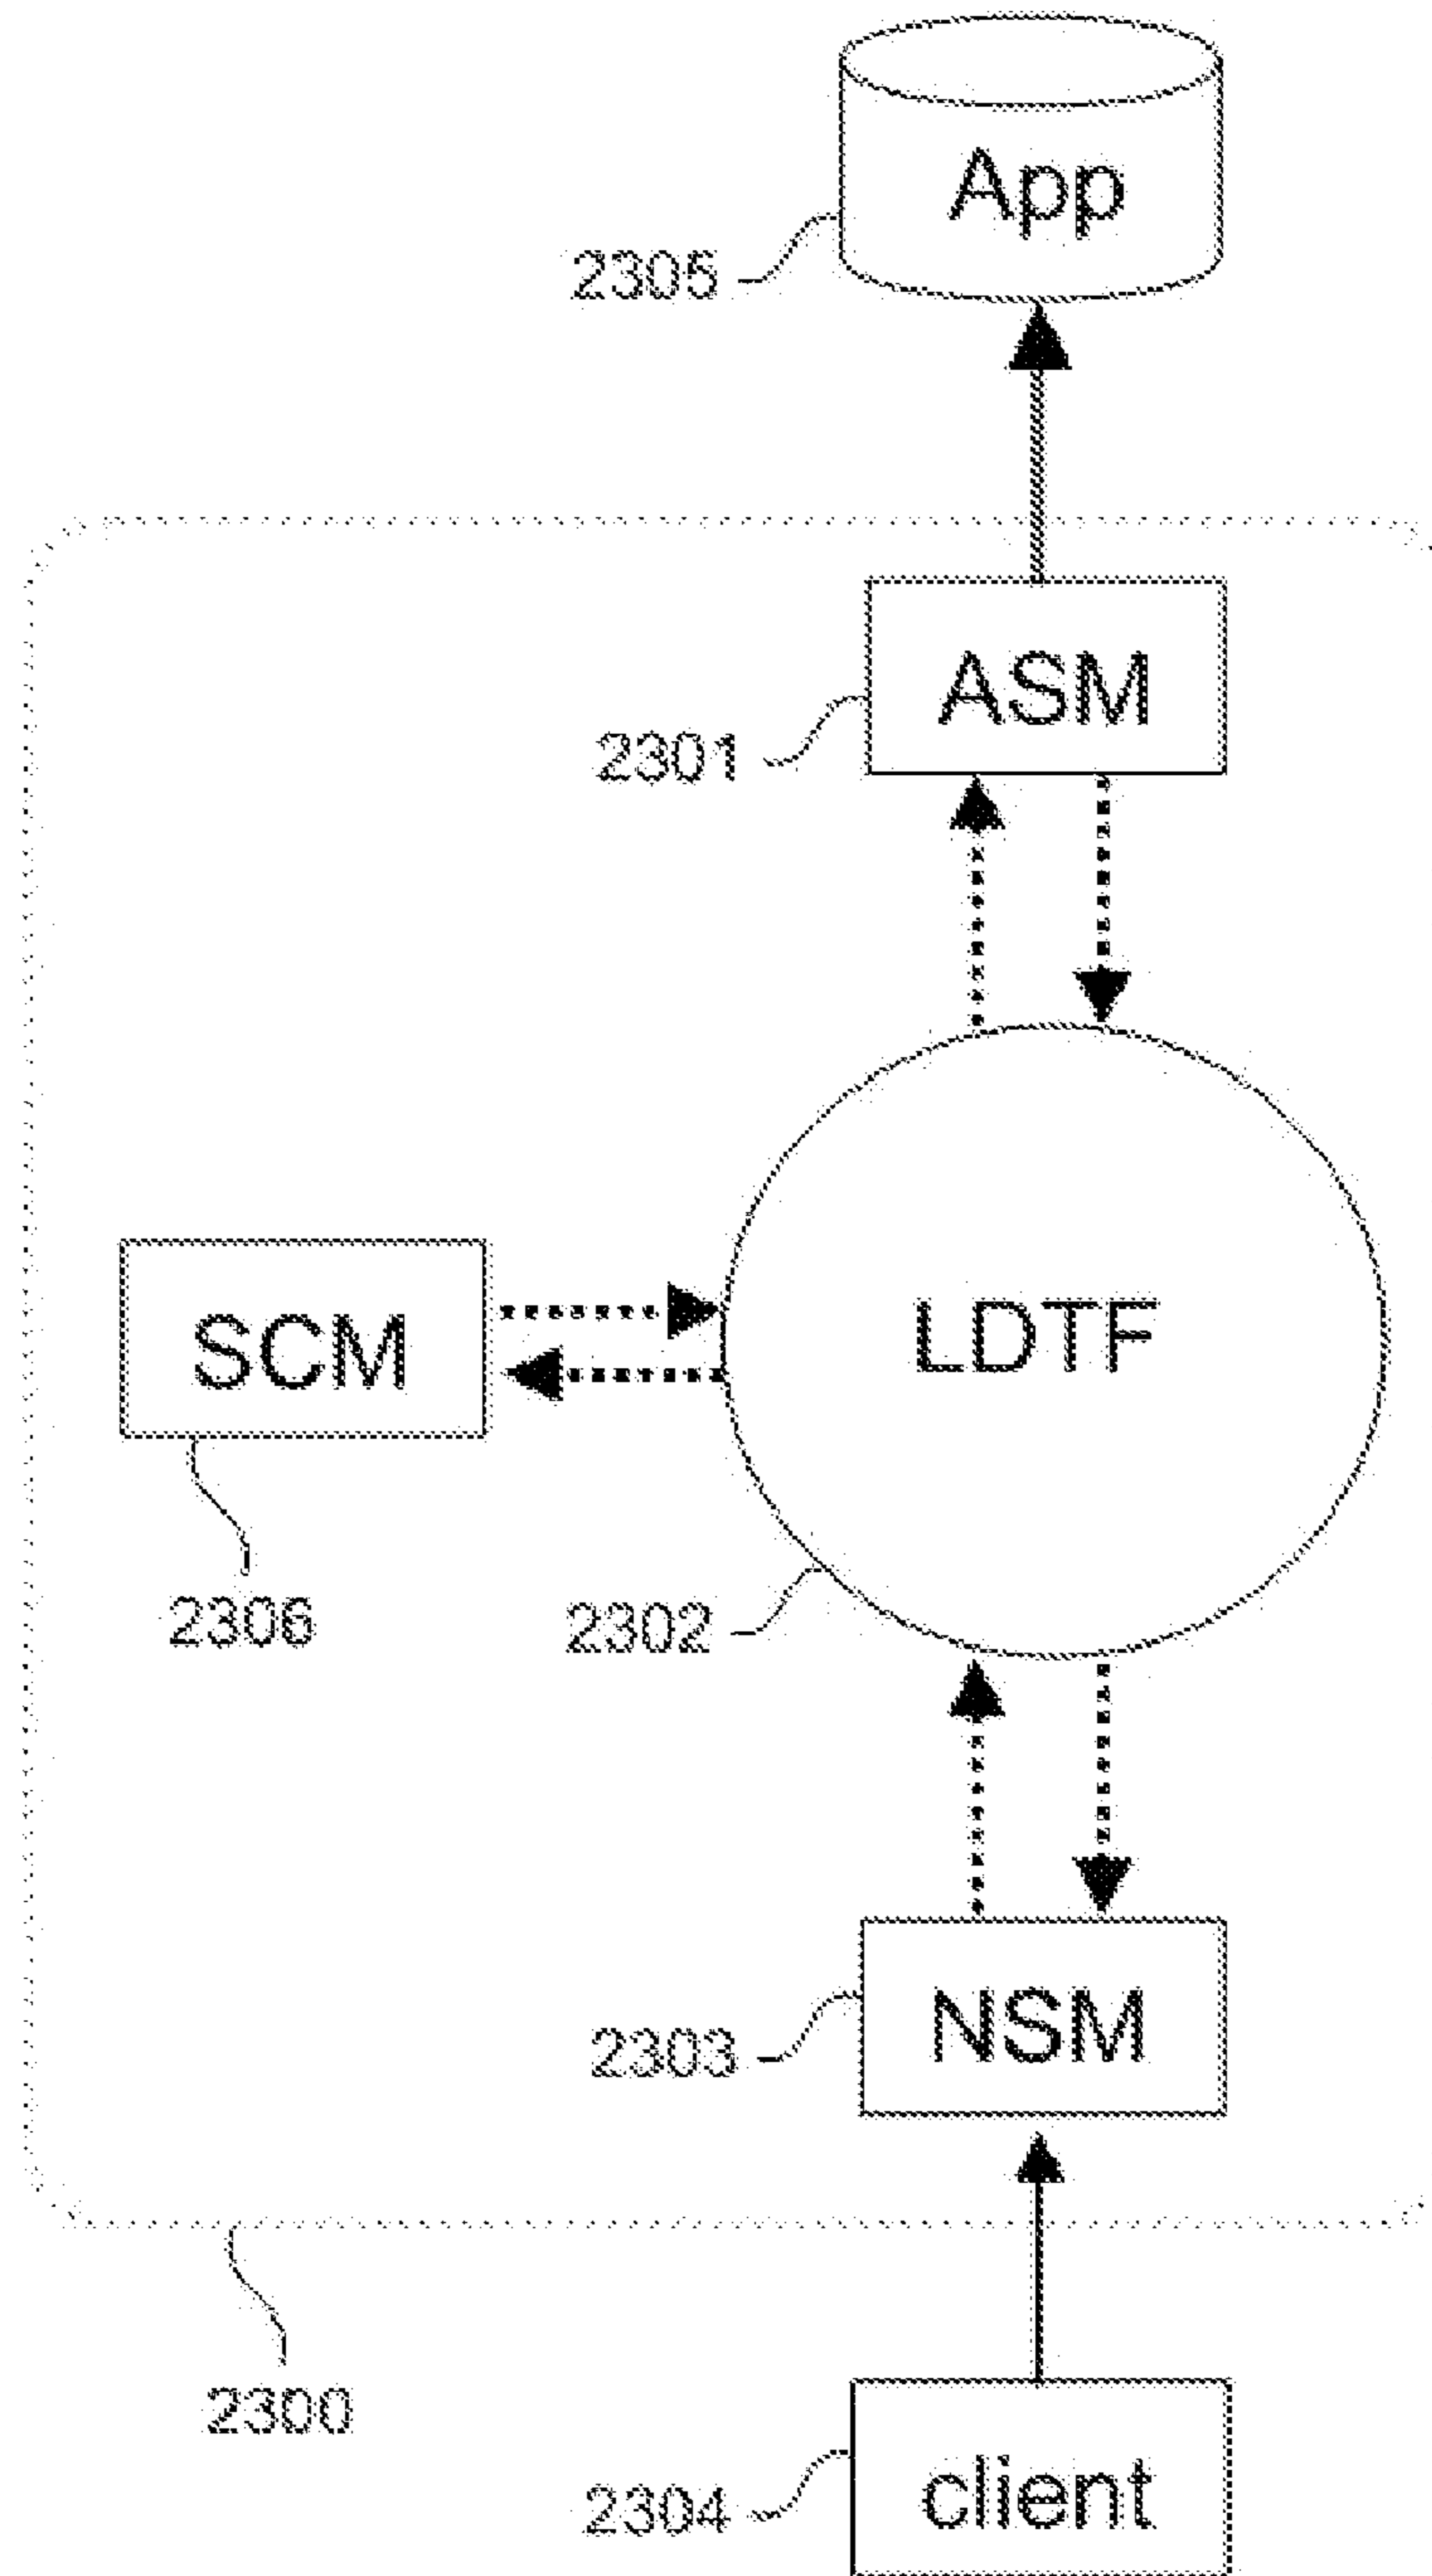 App
2305
ASM
2301
LDTF
SCM
2306
2302
NSM
2303
2300
client
2304